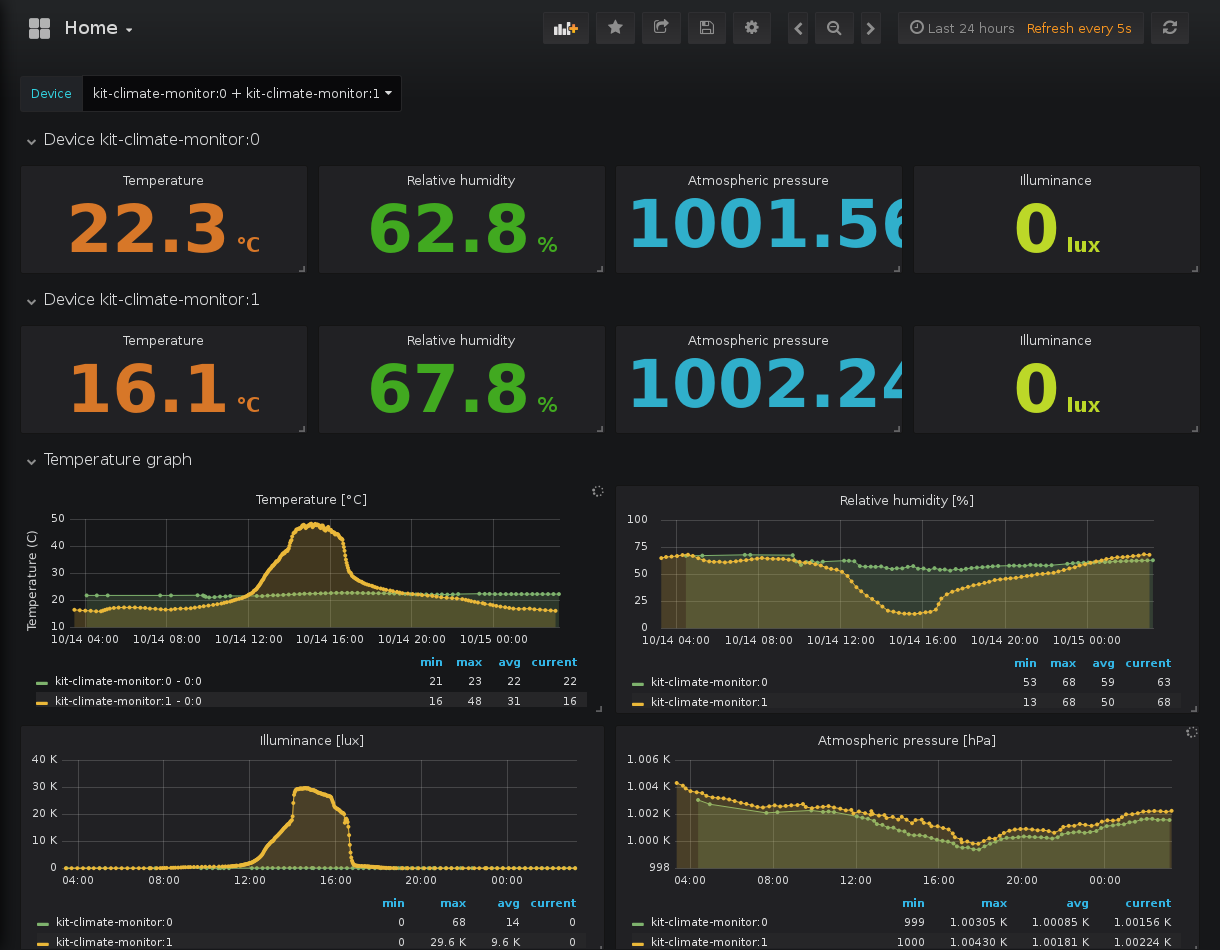 Home
Last 24 hours Refresh every 5s
Device kit-climate-monitor:0 + kit-climate-monitor:1
Device kit-climate-monitor:0
Temperature Relative humidity Atmospheric pressure Illuminance
22.3 °C 62.8 % 1001.56 0 lux
Device kit-climate-monitor:1
Temperature Relative humidity Atmospheric pressure Illuminance
16.1 °C 67.8 % 1002.24 0 lux
Temperature graph
Temperature [°C]
Temperature (C)
50
40
30
20
10
10/14 04:00 10/14 08:00 10/14 12:00 10/14 16:00 10/14 20:00 10/15 00:00
min max avg current
kit-climate-monitor:0 - 0:0 21 23 22 22
kit-climate-monitor:1 - 0:0 16 48 31 16
Relative humidity [%]
100
75
50
25
0
10/14 04:00 10/14 08:00 10/14 12:00 10/14 16:00 10/14 20:00 10/15 00:00
min max avg current
kit-climate-monitor:0 53 68 59 63
kit-climate-monitor:1 13 68 50 68
Illuminance [lux]
40 K
30 K
20 K
10 K
0
04:00 08:00 12:00 16:00 20:00 00:00
min max avg current
kit-climate-monitor:0 0 68 14 0
kit-climate-monitor:1 0 29.6 K 9.6 K 0
Atmospheric pressure [hPa]
1.006 K
1.004 K
1.002 K
1.000 K
998
04:00 08:00 12:00 16:00 20:00 00:00
min max avg current
kit-climate-monitor:0 999 1.00305 K 1.00085 K 1.00156 K
kit-climate-monitor:1 1000 1.00430 K 1.00181 K 1.00224 K